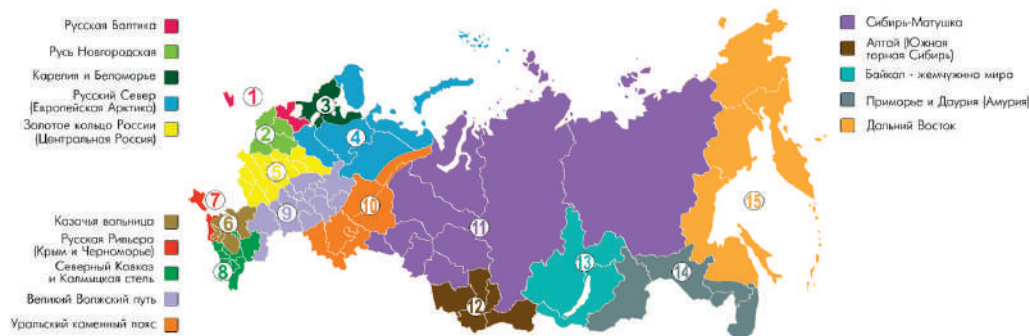 Русская Балтика
Русь Новгородская
Карелия и Беломорье
Русский Север
(Европейская Арктика)
Золотое кольцо России
(Центральная Россия)
Казачья вольница
Русская Ривьера
(Крым и Черноморье)
Северный Кавказ
и Калмыцкая степь
Великий Волжский путь
Уральский каменный пояс
1
2
3
4
5
6
7
8
9
10
11
12
13
14
15
Сибирь-Матушка
Алтай (Южная
горная Сибирь)
Байкал - жемчужина мира
Приморье и Даурия (Амурия)
Дальний Восток